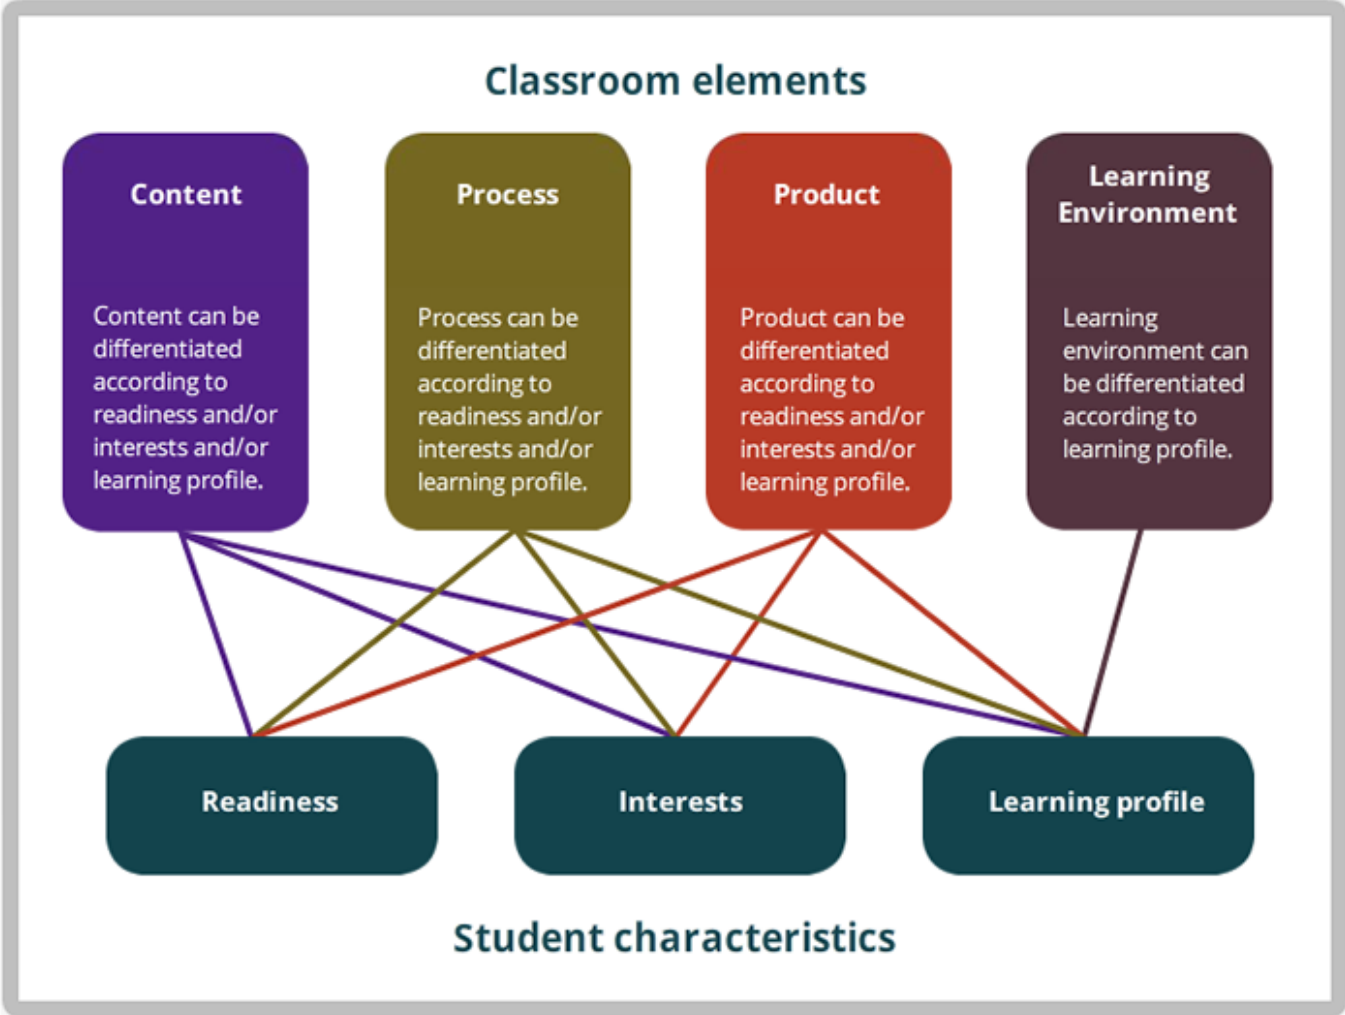 Classroom elements
Content
Content can be
differentiated
according to
readiness and/or
interests and/or
learning profile.
Process
Process can be
differentiated
according to
readiness and/or
interests and/or
learning profile.
Product
Product can be
differentiated
according to
readiness and/or
interests and/or
learning profile.
Learning
Environment
Learning
environment can
be differentiated
according to
learning profile.
Readiness
Interests
Learning profile
Student characteristics